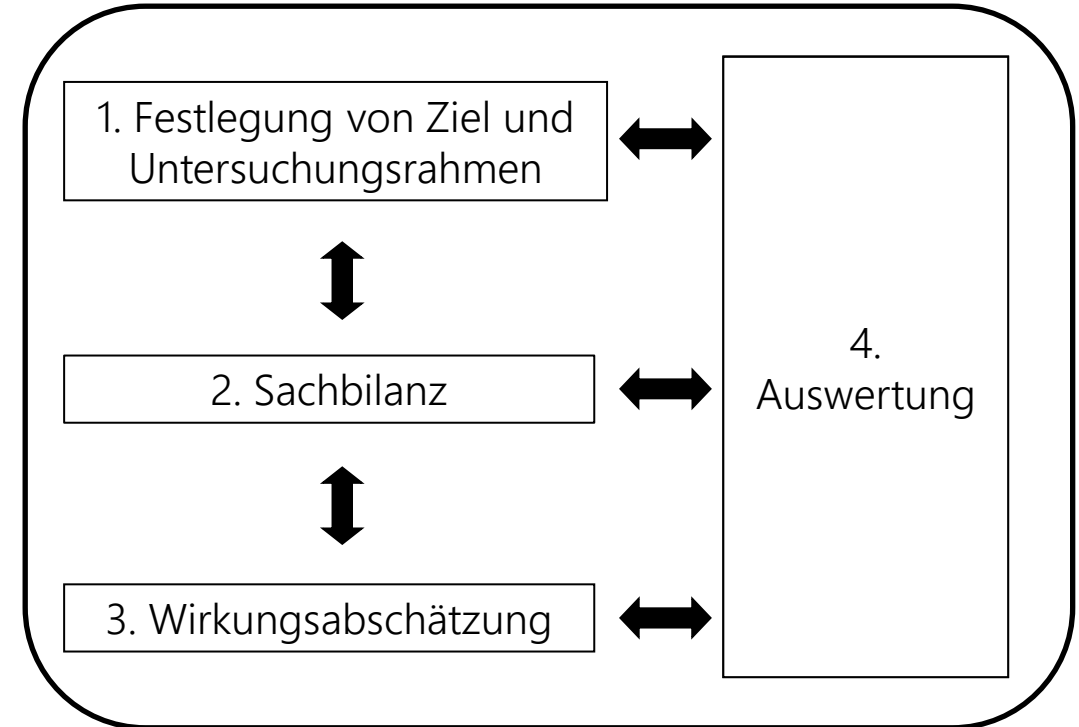 1. Festlegung von Ziel und
Untersuchungsrahmen
2. Sachbilanz
3. Wirkungsabschätzung
4.
Auswertung